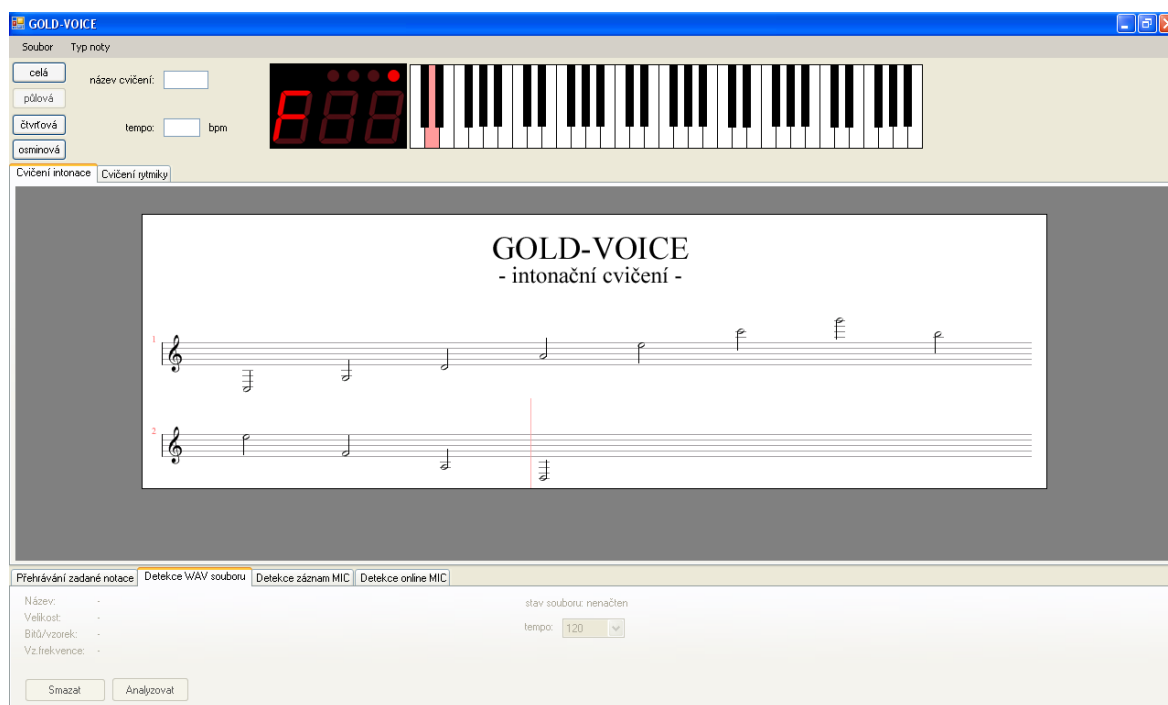 GOLD-VOICE
Soubor Typ noty
celá
název cvičení:
půlová
čtvrťová
tempo: bpm
osminová
F
Cvičení intonace Cvičení rytmiky
GOLD-VOICE
- intonační cvičení -
1
2
Přehrávání zadané notace Detekce WAV souboru Detekce záznam MIC Detekce online MIC
Název: - stav souboru: nenačten
Velikost: -
tempo: 120
Bitů/vzorek: -
Vz.frekvence: -
Smazat Analyzovat